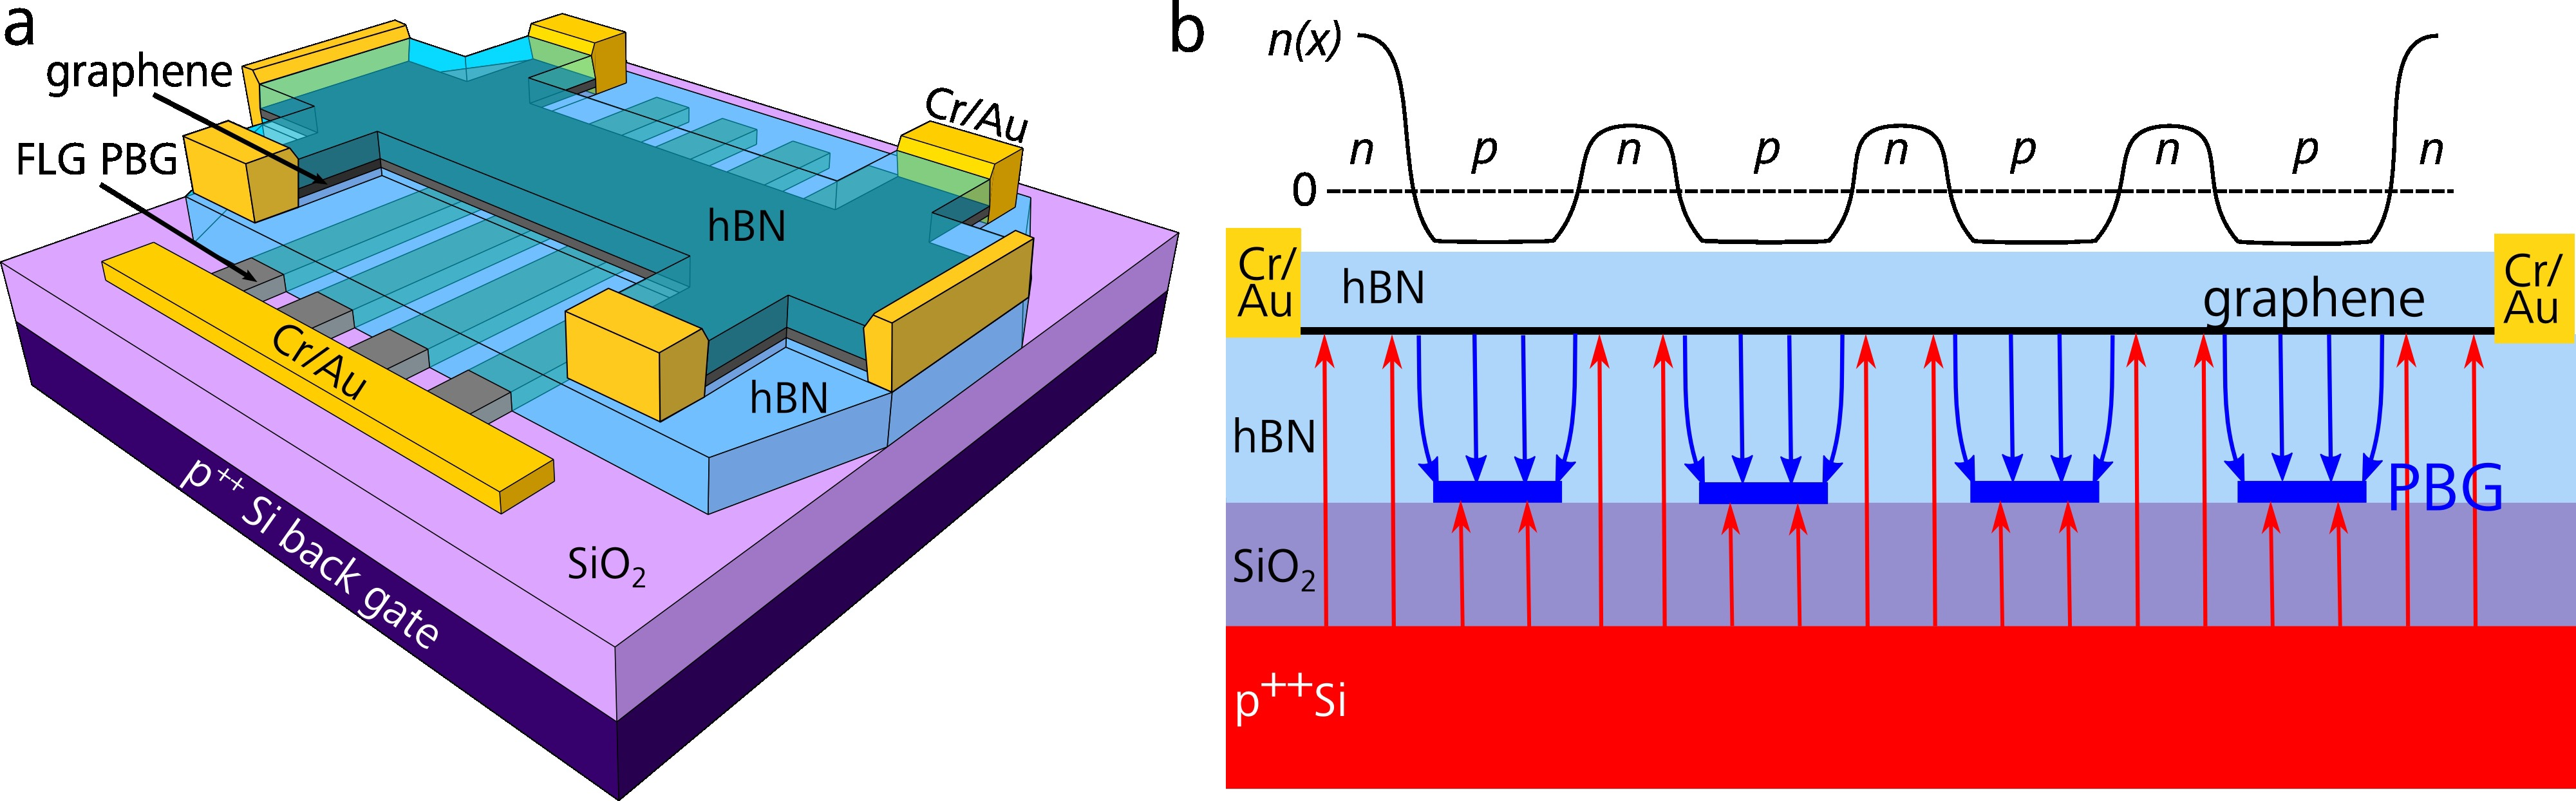 a
graphene
FLG PBG
Cr/Au
hBN
Cr/Au
hBN
SiO₂
p⁺⁺ Si back gate
b
n(x)
n p n p n p n p n
0
Cr/
Au
hBN
graphene
Cr/
Au
hBN
PBG
SiO₂
p⁺⁺Si